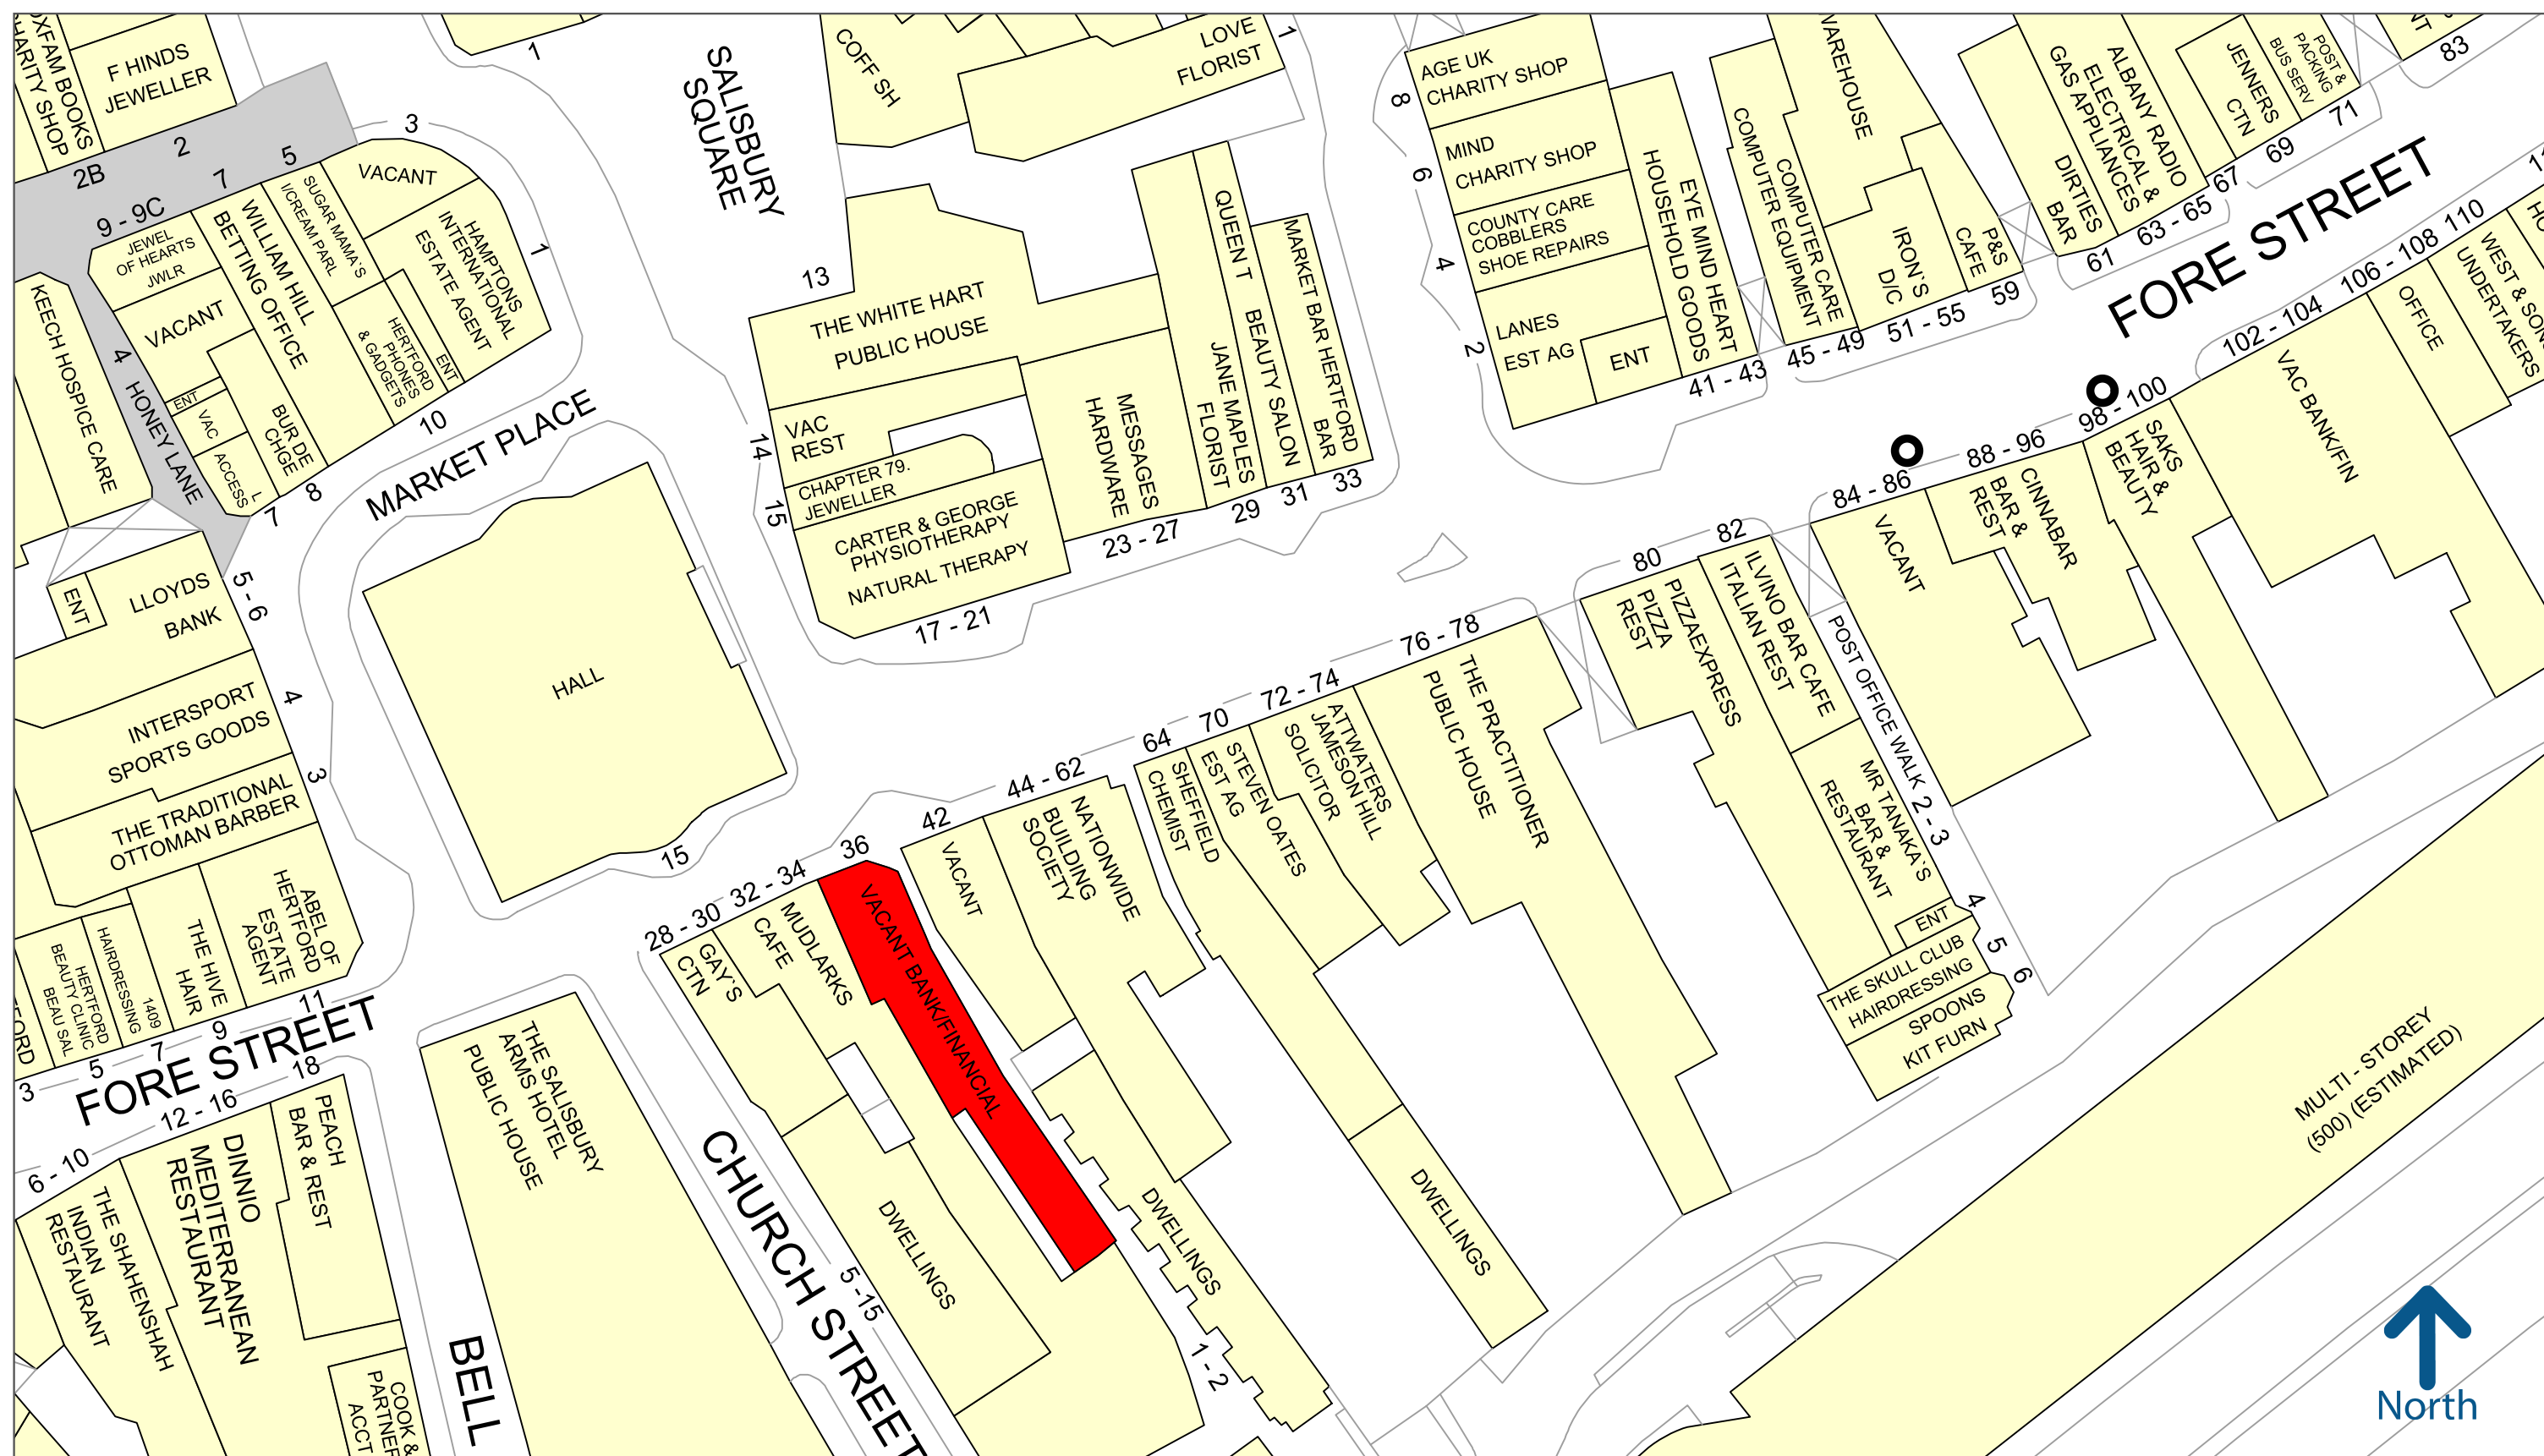 OXFAM BOOKS
CHARITY SHOP
F HINDS
JEWELLER
2
2B
1
SALISBURY
SQUARE
COFF SH
LOVE
FLORIST
1
AGE UK
CHARITY SHOP
8
MIND
CHARITY SHOP
6
COUNTY CARE
COBBLERS
SHOE REPAIRS
4
LANES
EST AG
ENT
2
EYE MIND HEART
HOUSEHOLD GOODS
41 - 43
COMPUTER CARE
COMPUTER EQUIPMENT
45 - 49
WAREHOUSE
IRON`S
D/C
51 - 55
P&S
CAFE
59
DIRTIES
BAR
61
ALBANY RADIO
ELECTRICAL &
GAS APPLIANCES
63 - 65
67
JENNERS
CTN
69
POST &
PACKING
BUS SERV
71
NT
83
FORE STREET
3
VACANT
5
SUGAR MAMA`S
I/CREAM PARL
7
WILLIAM HILL
BETTING OFFICE
9 - 9C
JEWEL
OF HEARTS
JWLR
VACANT
HAMPTONS
INTERNATIONAL
ESTATE AGENT
1
HERTFORD
PHONES
& GADGETS
ENT
10
BUR DE
CHGE
8
ENT
VAC
L
ACCESS
7
KEECH HOSPICE CARE
4
HONEY LANE
MARKET PLACE
13
THE WHITE HART
PUBLIC HOUSE
14
VAC
REST
CHAPTER 79.
JEWELLER
15
CARTER & GEORGE
PHYSIOTHERAPY
NATURAL THERAPY
17 - 21
MESSAGES
HARDWARE
23 - 27
JANE MAPLES
FLORIST
29
QUEEN T
BEAUTY SALON
31
MARKET BAR HERTFORD
BAR
33
HALL
15
LLOYDS
BANK
ENT
5 - 6
INTERSPORT
SPORTS GOODS
4
THE TRADITIONAL
OTTOMAN BARBER
3
ABEL OF
HERTFORD
ESTATE
AGENT
11
THE HIVE
HAIR
9
1409
HAIRDRESSING
7
HERTFORD
BEAUTY CLINIC
BEAU SAL
5
3
FORE STREET
6 - 10
12 - 16
18
THE SHAHENSHAH
INDIAN
RESTAURANT
DINNIO
MEDITERRANEAN
RESTAURANT
PEACH
BAR & REST
COOK &
PARTNER
ACCT
BELL
THE SALISBURY
ARMS HOTEL
PUBLIC HOUSE
CHURCH STREET
28 - 30
GAY`S
CTN
32 - 34
MUDLARKS
CAFE
36
VACANT BANK/FINANCIAL
42
VACANT
44 - 62
NATIONWIDE
BUILDING
SOCIETY
64
SHEFFIELD
CHEMIST
70
STEVEN OATES
EST AG
72 - 74
ATTWATERS
JAMESON HILL
SOLICITOR
76 - 78
THE PRACTITIONER
PUBLIC HOUSE
80
PIZZAEXPRESS
PIZZA
REST
82
ILVINO BAR CAFE
ITALIAN REST
84 - 86
VACANT
88 - 96
CINNABAR
BAR &
REST
98 - 100
SAKS
HAIR &
BEAUTY
102 - 104
VAC BANK/FIN
106 - 108
OFFICE
110
WEST & SONS
UNDERTAKERS
POST OFFICE WALK
2 - 3
MR TANAKA`S
BAR &
RESTAURANT
ENT
4
THE SKULL CLUB
HAIRDRESSING
5
SPOONS
KIT FURN
6
DWELLINGS
5 -15
DWELLINGS
1 - 2
DWELLINGS
MULTI - STOREY
(500) (ESTIMATED)
North